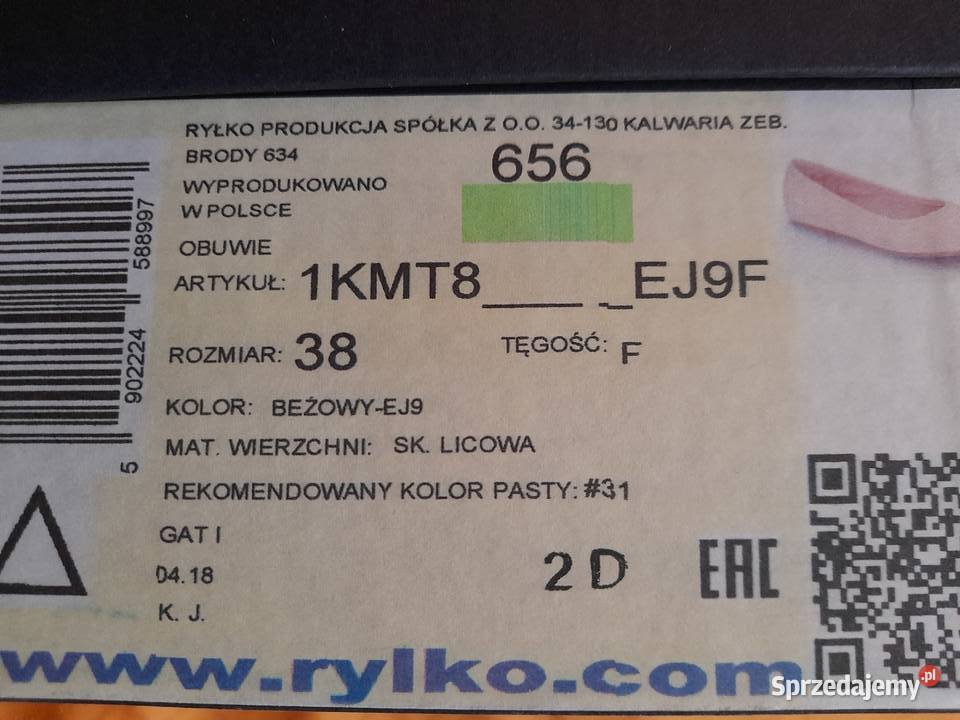 RYŁKO PRODUKCJA SPÓŁKA Z O.O. 34-130 KALWARIA ZEB.
BRODY 634
656
WYPRODUKOWANO
W POLSCE
OBUWIE
ARTYKUŁ: 1KMT8____ __EJ9F
ROZMIAR: 38 TĘGOŚĆ: F
KOLOR: BEŻOWY-EJ9
MAT. WIERZCHNI: SK. LICOWA
REKOMENDOWANY KOLOR PASTY: #31
GAT I
04.18
2 D
EAC
K. J.
www.rylko.com
5 902224 588997
Sprzedajemy.pl